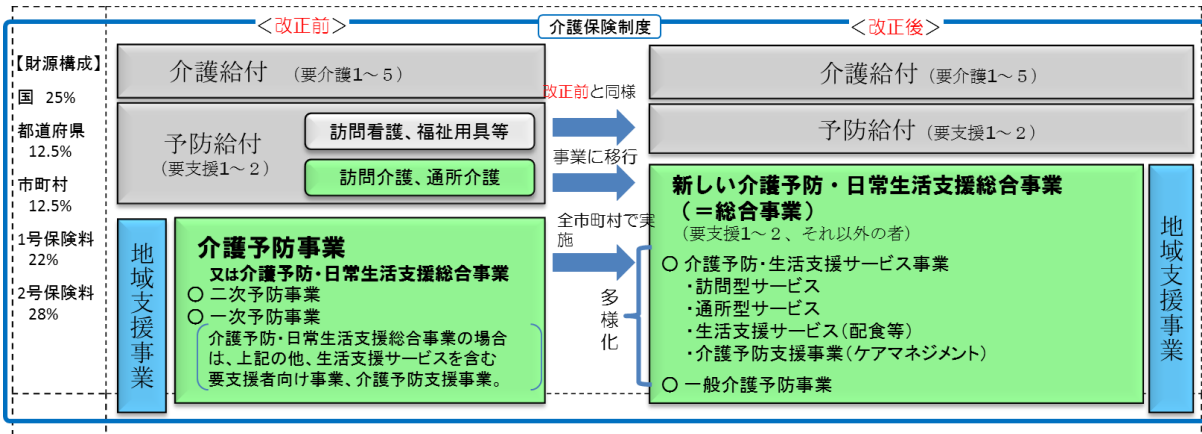 介護保険制度
＜改正前＞
＜改正後＞
【財源構成】
国 25%
都道府県
12.5%
市町村
12.5%
1号保険料
22%
2号保険料
28%
介護給付 （要介護1～5）
予防給付
（要支援1～2）
訪問看護、福祉用具等
訪問介護、通所介護
地域支援事業
介護予防事業
又は介護予防・日常生活支援総合事業
○ 二次予防事業
○ 一次予防事業
介護予防・日常生活支援総合事業の場合
は、上記の他、生活支援サービスを含む
要支援者向け事業、介護予防支援事業。
改正前と同様
事業に移行
全市町村で実
施
多様化
介護給付 （要介護1～5）
予防給付 （要支援1～2）
新しい介護予防・日常生活支援総合事業
（＝総合事業）
（要支援1～2、それ以外の者）
○ 介護予防・生活支援サービス事業
・訪問型サービス
・通所型サービス
・生活支援サービス（配食等）
・介護予防支援事業（ケアマネジメント）
○ 一般介護予防事業
地域支援事業